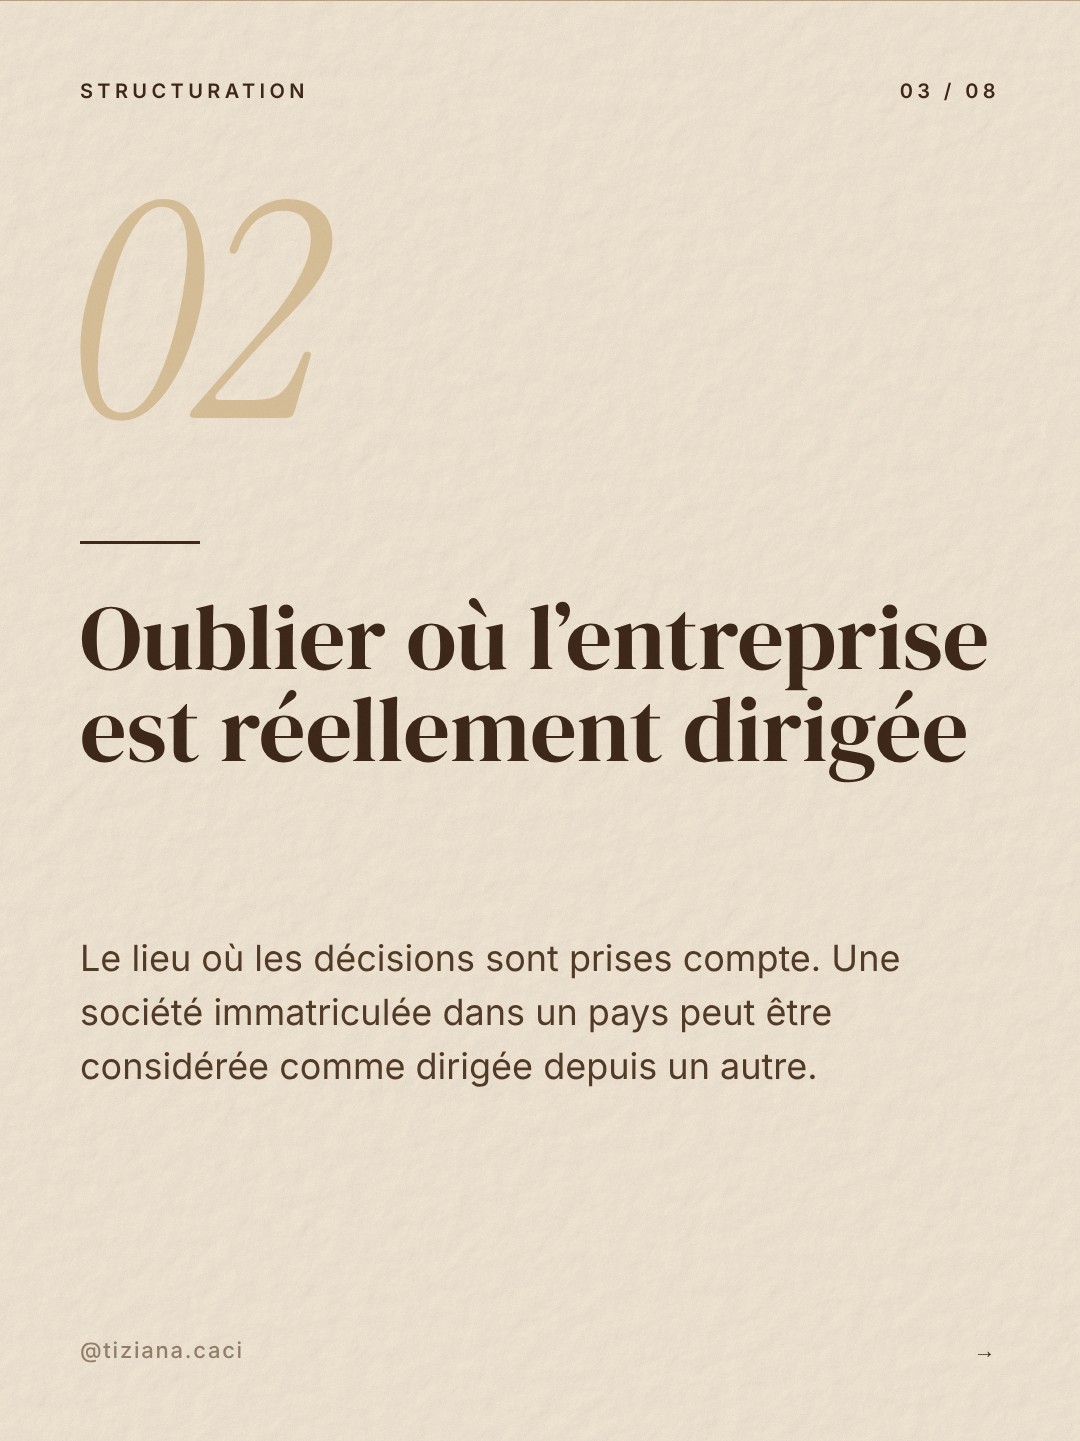 STRUCTURATION
03 / 08
02
Oublier où l’entreprise
est réellement dirigée
Le lieu où les décisions sont prises compte. Une
société immatriculée dans un pays peut être
considérée comme dirigée depuis un autre.
@tiziana.caci
→